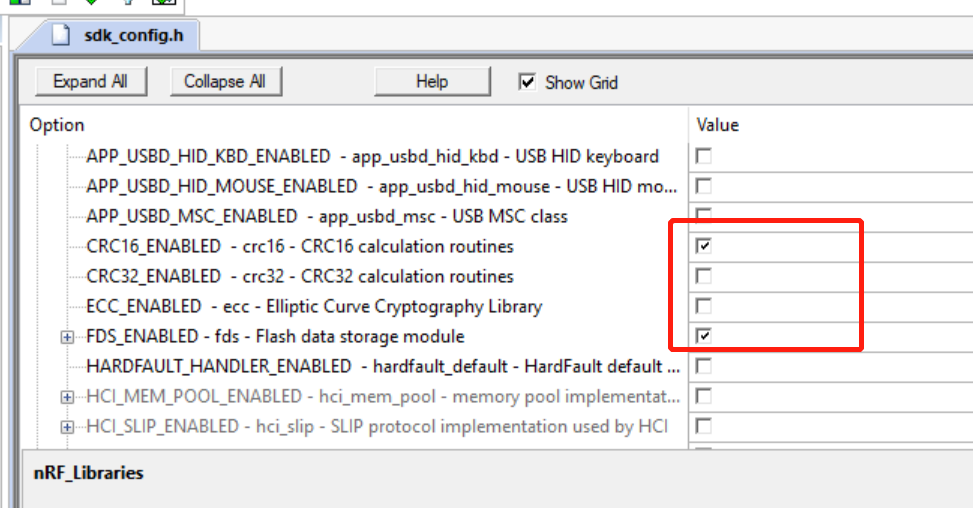 sdk_config.h
Expand All Collapse All Help Show Grid
Option Value
APP_USBD_HID_KBD_ENABLED - app_usbd_hid_kbd - USB HID keyboard
APP_USBD_HID_MOUSE_ENABLED - app_usbd_hid_mouse - USB HID mo...
APP_USBD_MSC_ENABLED - app_usbd_msc - USB MSC class
CRC16_ENABLED - crc16 - CRC16 calculation routines
CRC32_ENABLED - crc32 - CRC32 calculation routines
ECC_ENABLED - ecc - Elliptic Curve Cryptography Library
FDS_ENABLED - fds - Flash data storage module
HARDFAULT_HANDLER_ENABLED - hardfault_default - HardFault default ...
HCI_MEM_POOL_ENABLED - hci_mem_pool - memory pool implementat...
HCI_SLIP_ENABLED - hci_slip - SLIP protocol implementation used by HCI
nRF_Libraries